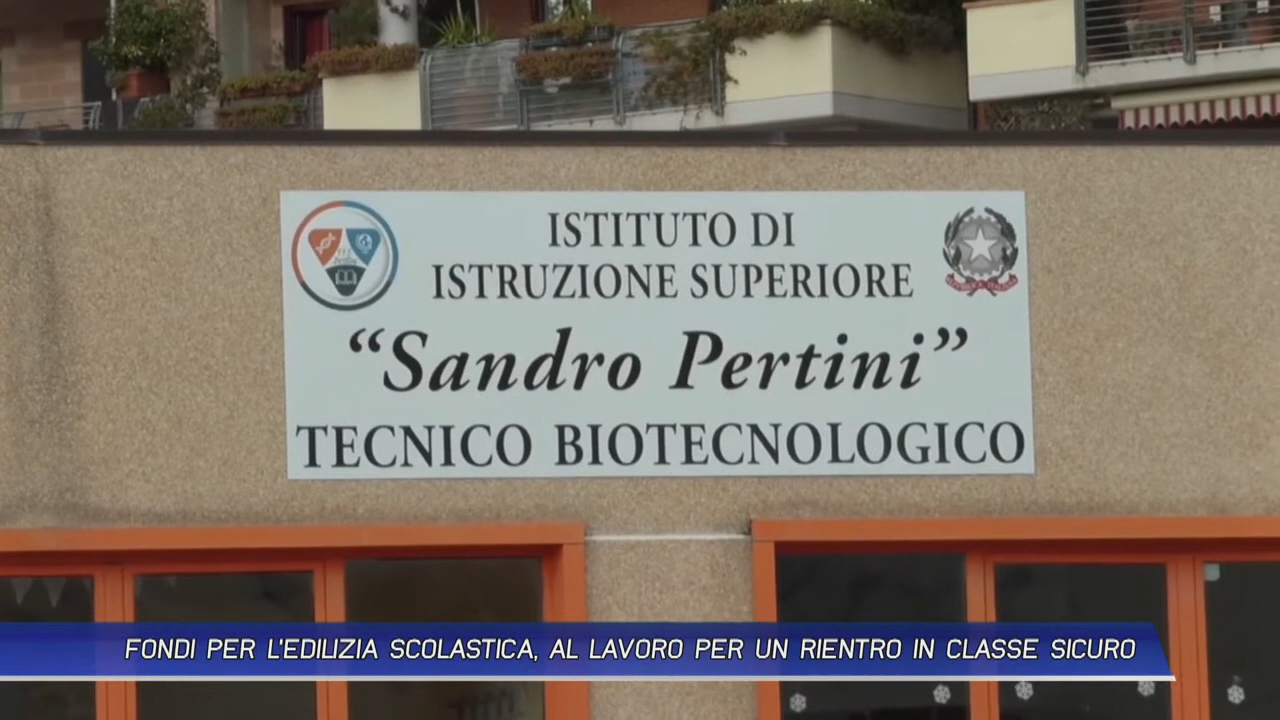 ISTITUTO DI
ISTRUZIONE SUPERIORE
“Sandro Pertini”
TECNICO BIOTECNOLOGICO
FONDI PER L'EDILIZIA SCOLASTICA, AL LAVORO PER UN RIENTRO IN CLASSE SICURO